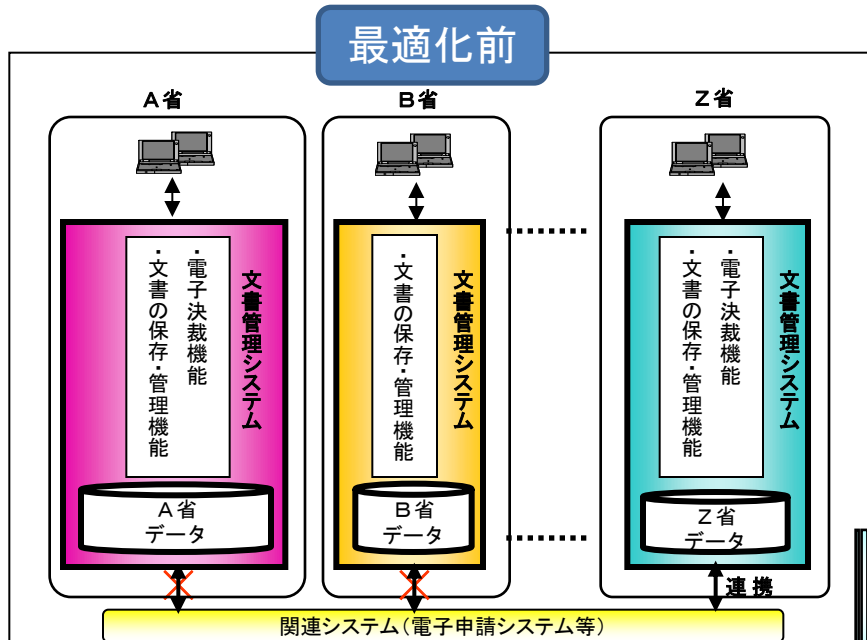 最適化前
A省
B省
Z省
文書管理システム
・電子決裁機能
・文書の保存・管理機能
A省
データ
文書管理システム
・文書の保存・管理機能
B省
データ
文書管理システム
・電子決裁機能
・文書の保存・管理機能
Z省
データ
連携
関連システム(電子申請システム等)